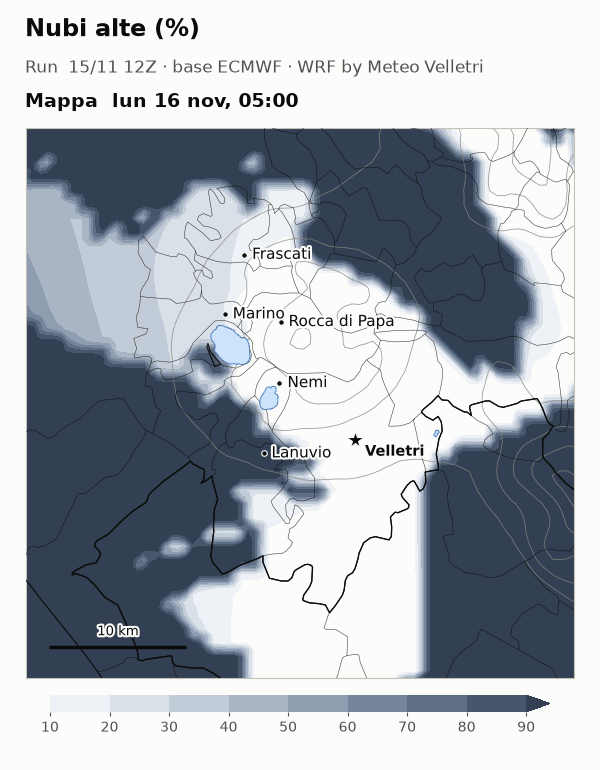 Nubi alte (%)
Run  15/11 12Z · base ECMWF · WRF by Meteo Velletri
Mappa  lun 16 nov, 05:00
Frascati
Marino
Rocca di Papa
Nemi
Velletri
Lanuvio
10 km
10 20 30 40 50 60 70 80 90